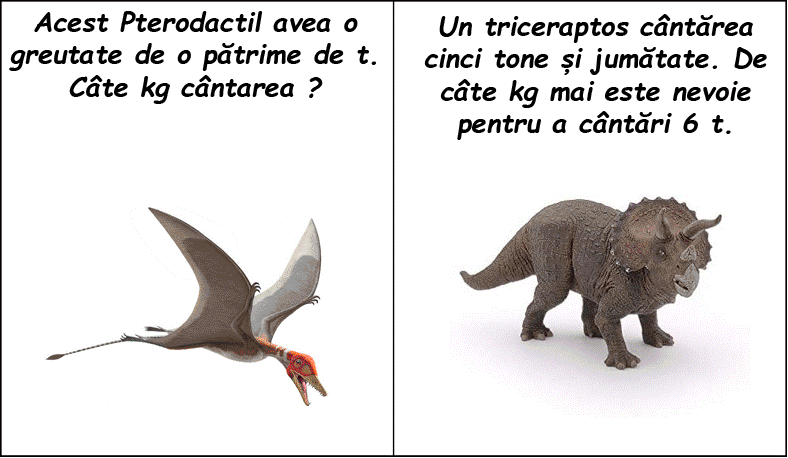 Acest Pterodactil avea o
greutate de o pătrime de t.
Câte kg cântarea ?
Un triceraptos cântărea
cinci tone și jumătate. De
câte kg mai este nevoie
pentru a cântări 6 t.